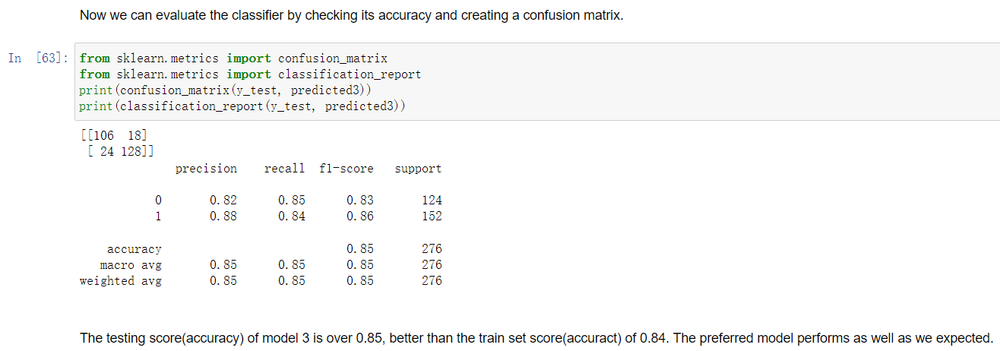 Now we can evaluate the classifier by checking its accuracy and creating a confusion matrix.
In [63]: from sklearn.metrics import confusion_matrix
from sklearn.metrics import classification_report
print(confusion_matrix(y_test, predicted3))
print(classification_report(y_test, predicted3))
[[106 18]
[ 24 128]]
precision recall f1-score support
0 0.82 0.85 0.83 124
1 0.88 0.84 0.86 152
accuracy 0.85 276
macro avg 0.85 0.85 0.85 276
weighted avg 0.85 0.85 0.85 276
The testing score(accuracy) of model 3 is over 0.85, better than the train set score(accuract) of 0.84. The preferred model performs as well as we expected.